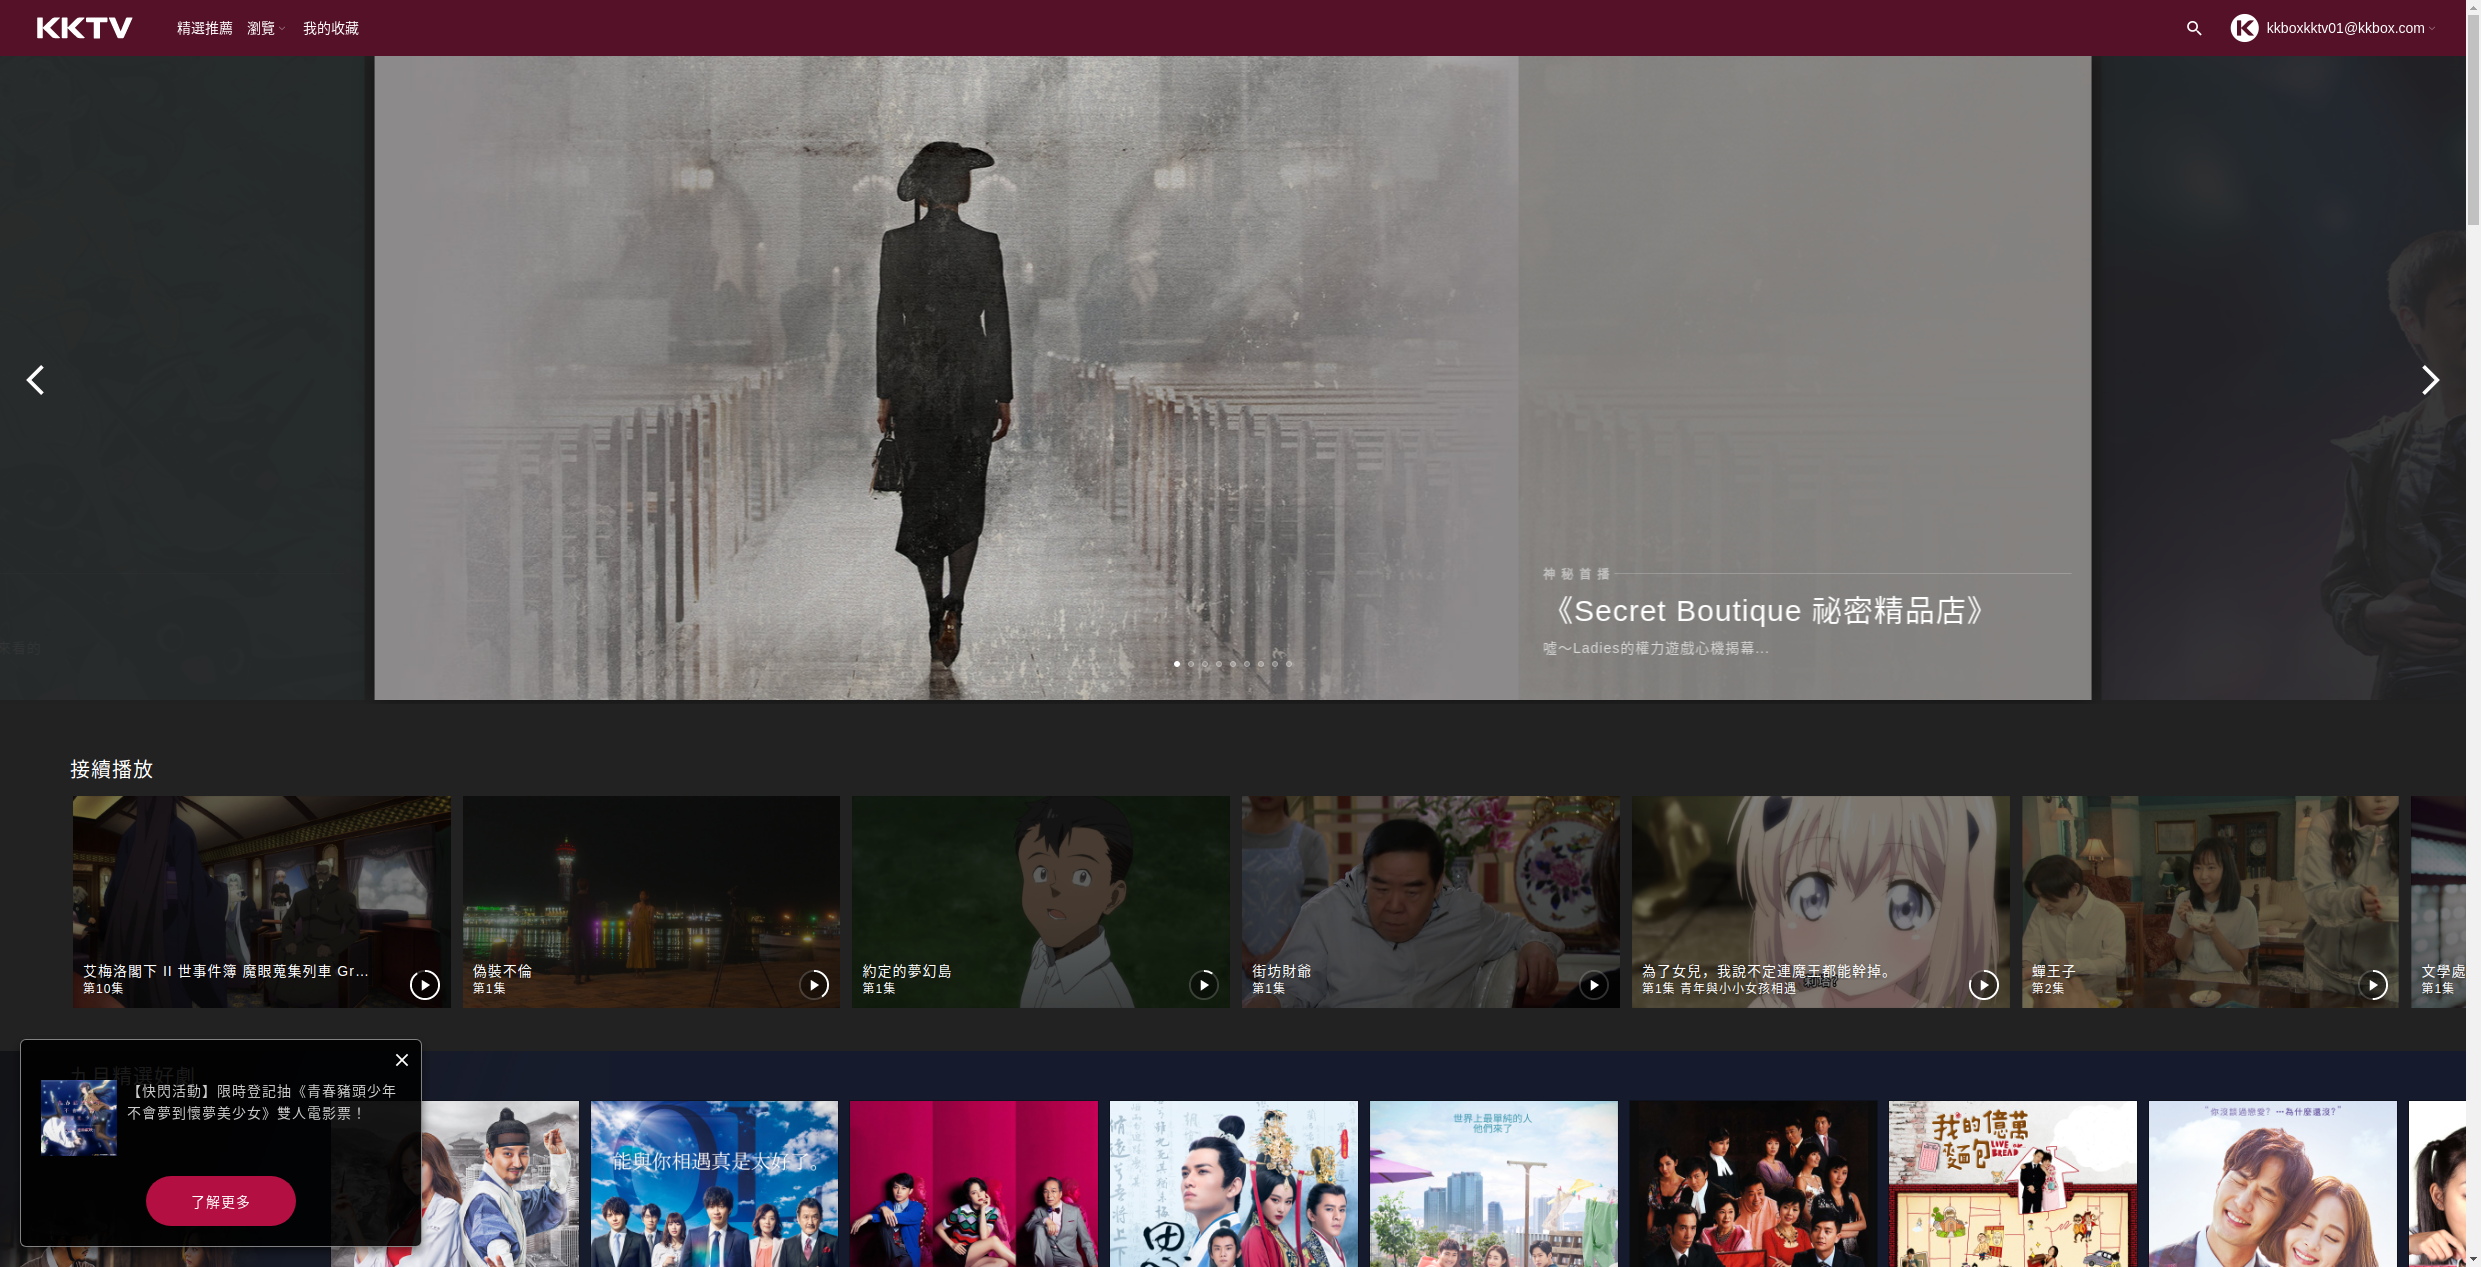 KKTV
精選推薦 瀏覽 我的收藏
kkboxkktv01@kkbox.com
來看的
神秘首播
《Secret Boutique 祕密精品店》
噓～Ladies的權力遊戲心機揭幕...
接續播放
艾梅洛閣下 II 世事件簿 魔眼蒐集列車 Gr...
第10集
偽裝不倫
第1集
約定的夢幻島
第1集
街坊財爺
第1集
為了女兒，我說不定連魔王都能幹掉。
第1集 青年與小小女孩相遇
蟬王子
第2集
文學處
第1集
九月精選好劇
【快閃活動】限時登記抽《青春豬頭少年
不會夢到懷夢美少女》雙人電影票！
了解更多
能與你相遇真是太好了。
世界上最單純的人
他們來了
我的億萬
麵包
LIVE ON
BREAD
"你沒談過戀愛？…為什麼還沒？"